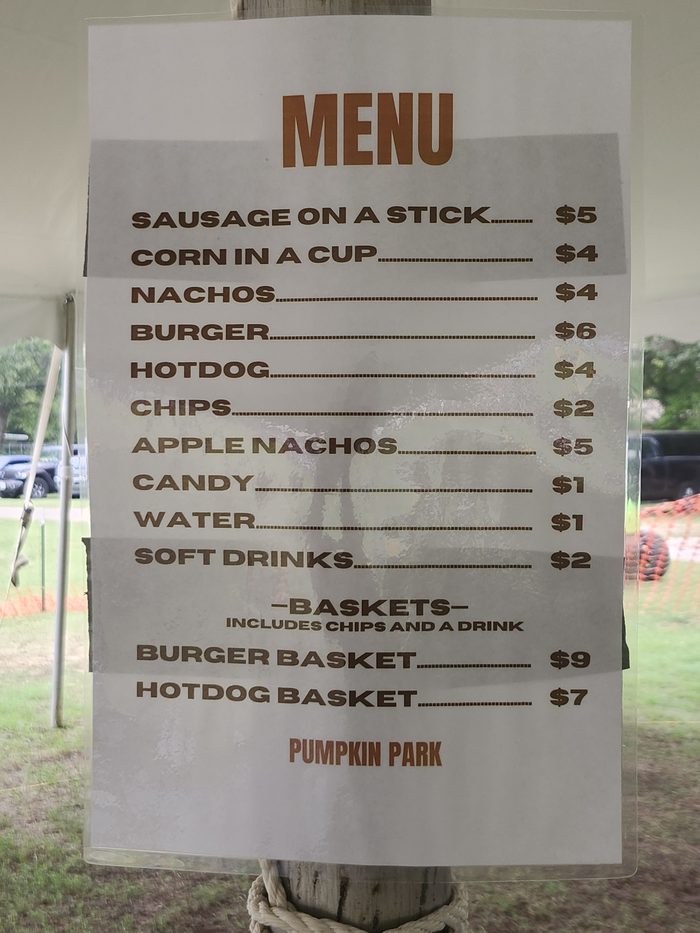 MENU
SAUSAGE ON A STICK........ $5
CORN IN A CUP................................ $4
NACHOS...................................................... $4
BURGER....................................................... $6
HOTDOG....................................................... $4
CHIPS............................................................... $2
APPLE NACHOS............................ $5
CANDY.......................................................... $1
WATER.......................................................... $1
SOFT DRINKS..................................... $2
–BASKETS–
INCLUDES CHIPS AND A DRINK
BURGER BASKET........................ $9
HOTDOG BASKET........................ $7
PUMPKIN PARK